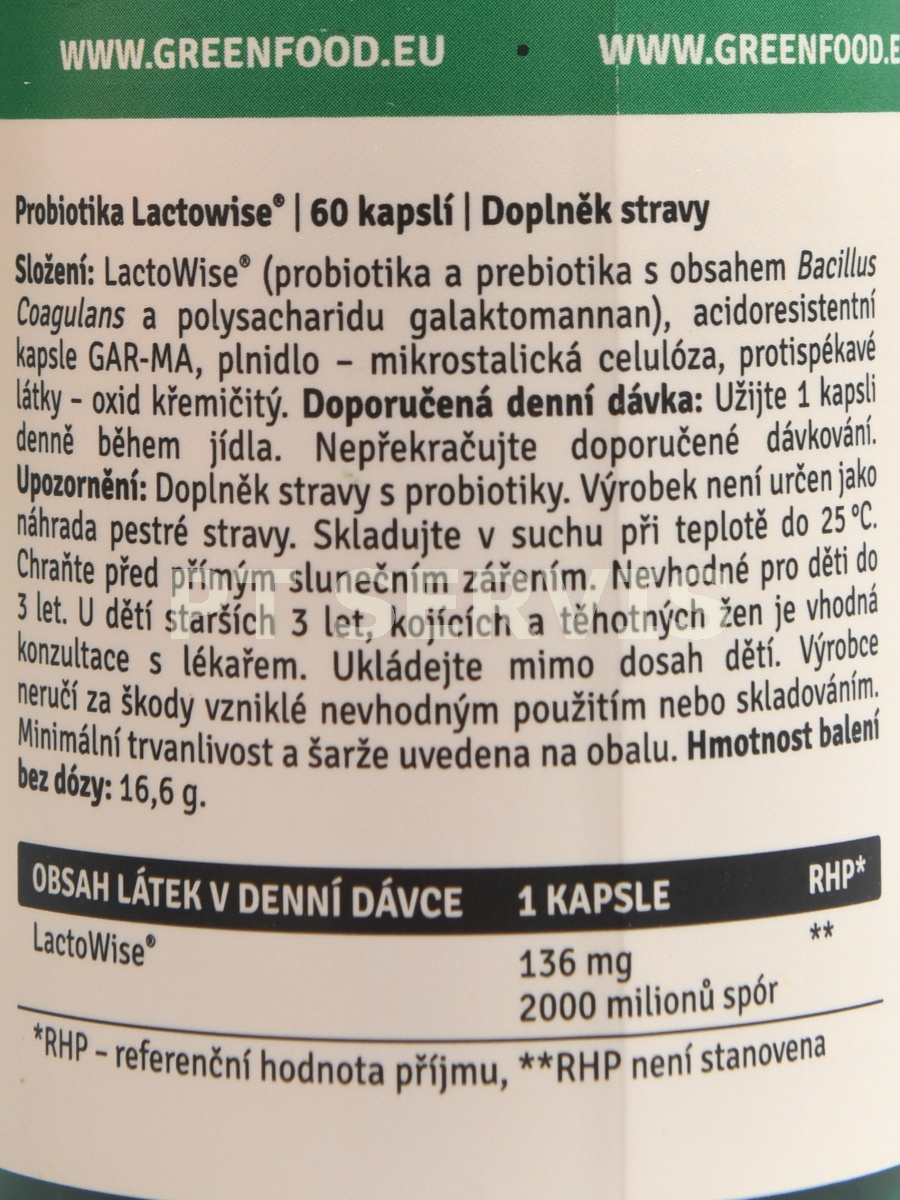 WWW.GREENFOOD.EU • WWW.GREENFOOD.E
Probiotika Lactowise® | 60 kapslí | Doplněk stravy
Složení: LactoWise® (probiotika a prebiotika s obsahem Bacillus
Coagulans a polysacharidu galaktomannan), acidoresistentní
kapsle GAR-MA, plnidlo – mikrostalická celulóza, protispékavé
látky - oxid křemičitý. Doporučená denní dávka: Užijte 1 kapsli
denně během jídla. Nepřekračujte doporučené dávkování.
Upozornění: Doplněk stravy s probiotiky. Výrobek není určen jako
náhrada pestré stravy. Skladujte v suchu při teplotě do 25 °C.
Chraňte před přímým slunečním zářením. Nevhodné pro děti do
3 let. U dětí starších 3 let, kojících a těhotných žen je vhodná
konzultace s lékařem. Ukládejte mimo dosah dětí. Výrobce
neručí za škody vzniklé nevhodným použitím nebo skladováním.
Minimální trvanlivost a šarže uvedena na obalu. Hmotnost balení
bez dózy: 16,6 g.
PT SERVIS
OBSAH LÁTEK V DENNÍ DÁVCE 1 KAPSLE RHP*
LactoWise® 136 mg **
2000 milionů spór
*RHP – referenční hodnota příjmu, **RHP není stanovena